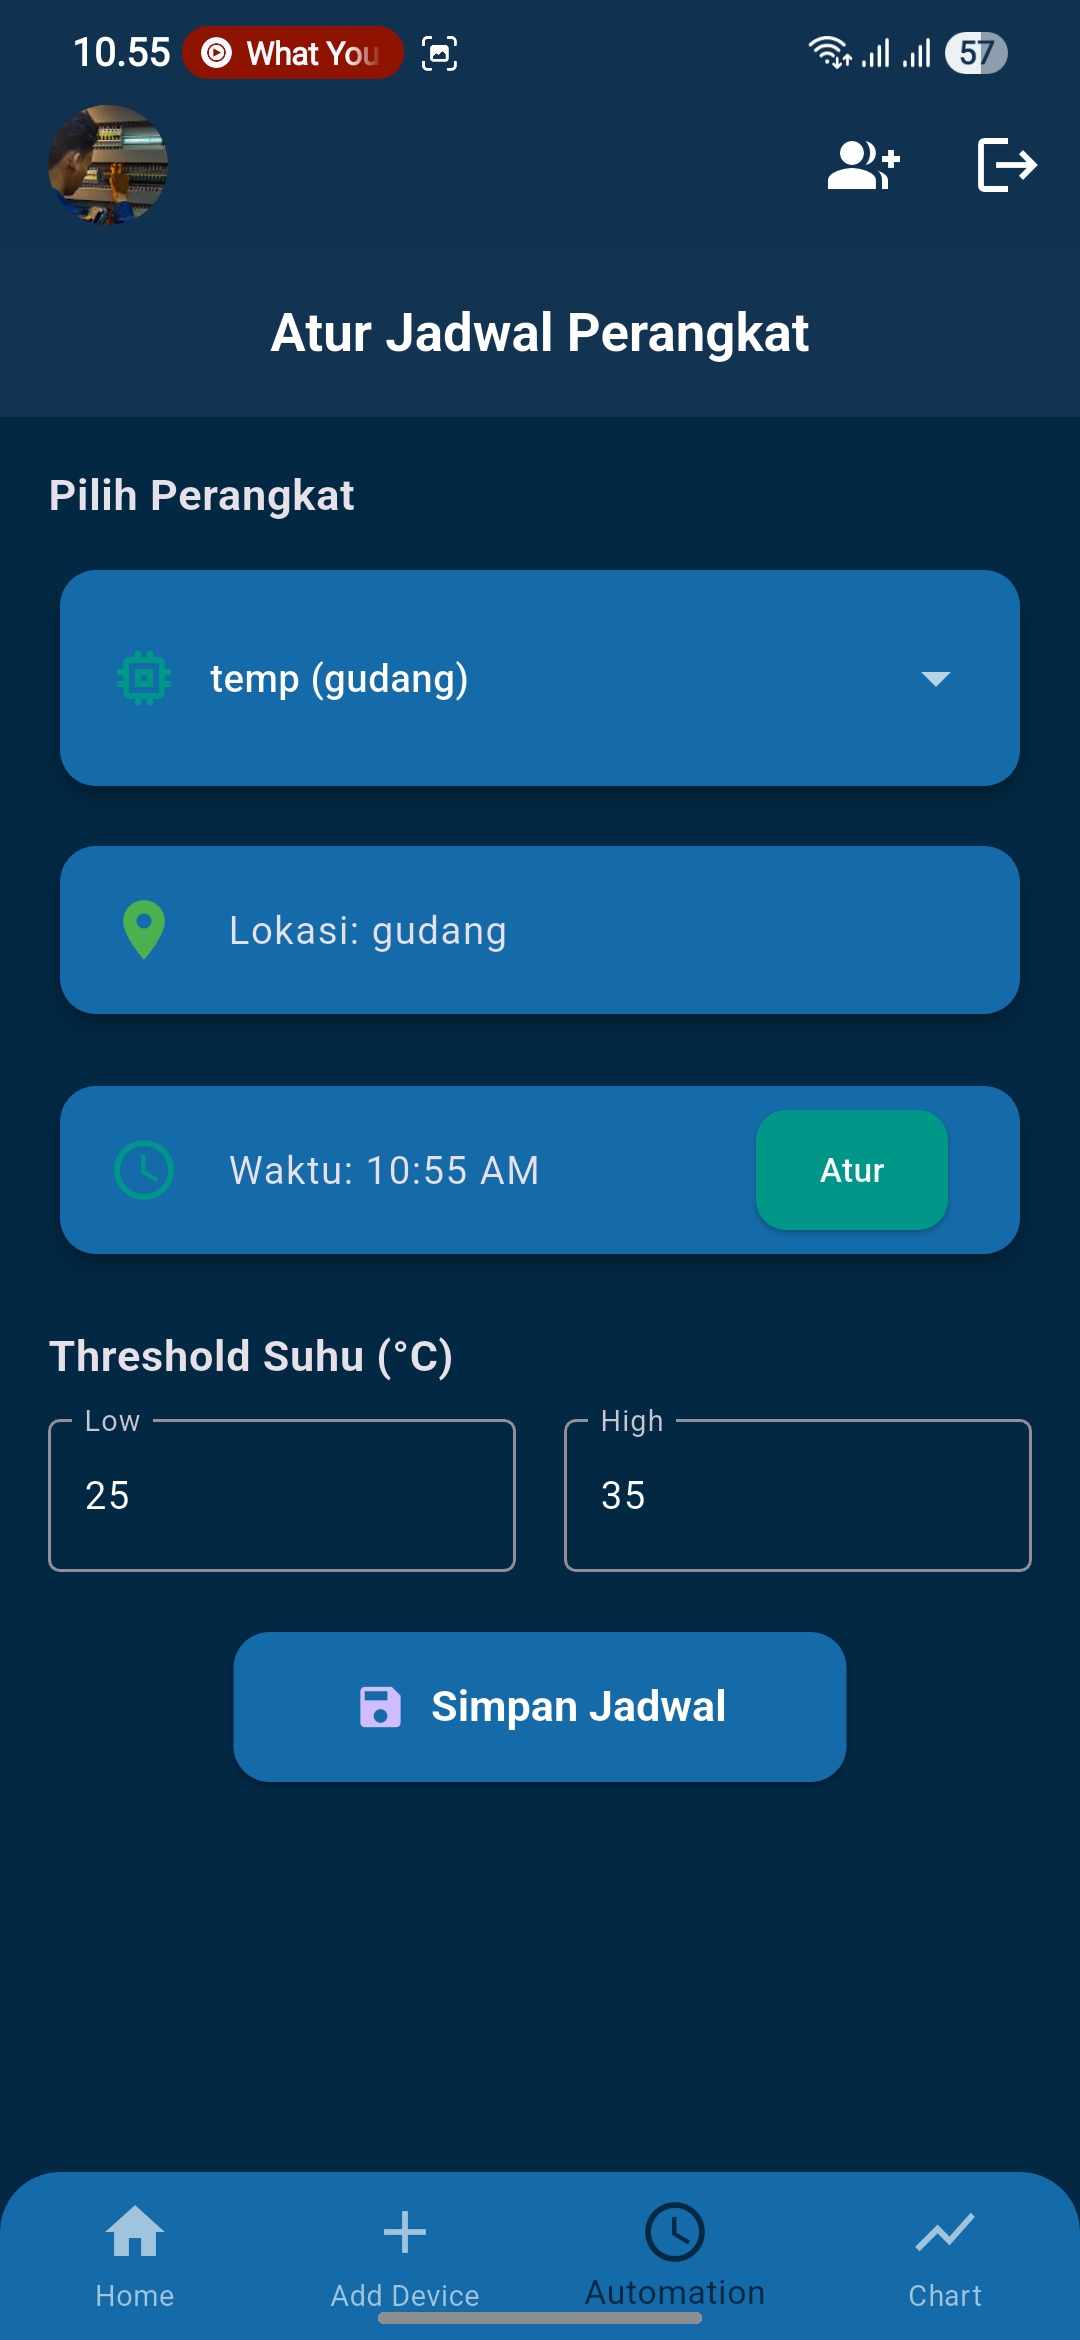 10.55 What You 57
Atur Jadwal Perangkat
Pilih Perangkat
temp (gudang)
Lokasi: gudang
Waktu: 10:55 AM Atur
Threshold Suhu (°C)
Low High
25 35
Simpan Jadwal
Home Add Device Automation Chart